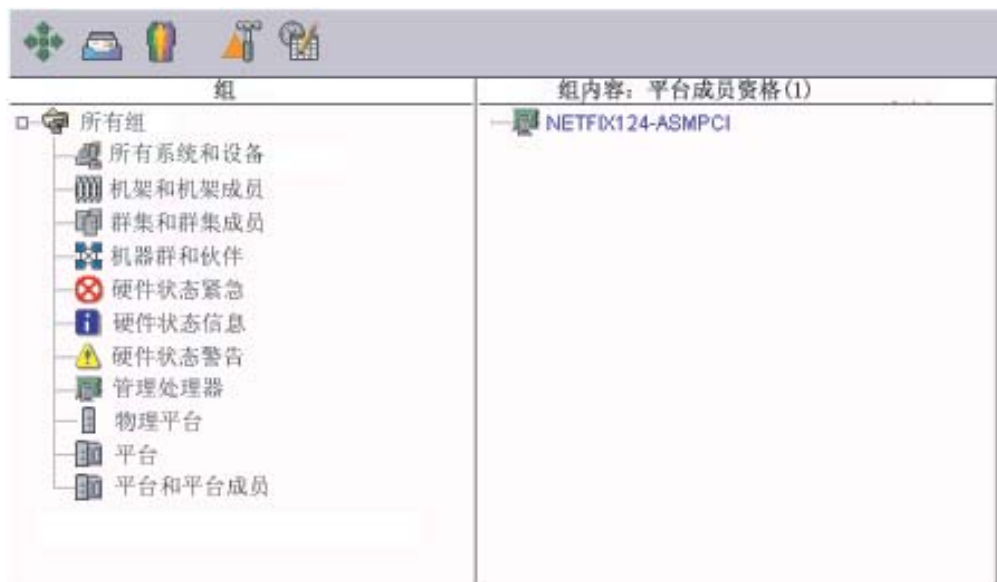 组
组内容：平台成员资格(1)
所有组
所有系统和设备
机架和机架成员
群集和群集成员
机器群和伙伴
硬件状态紧急
硬件状态信息
硬件状态警告
管理处理器
物理平台
平台
平台和平台成员
NETFIX124-ASMPCI